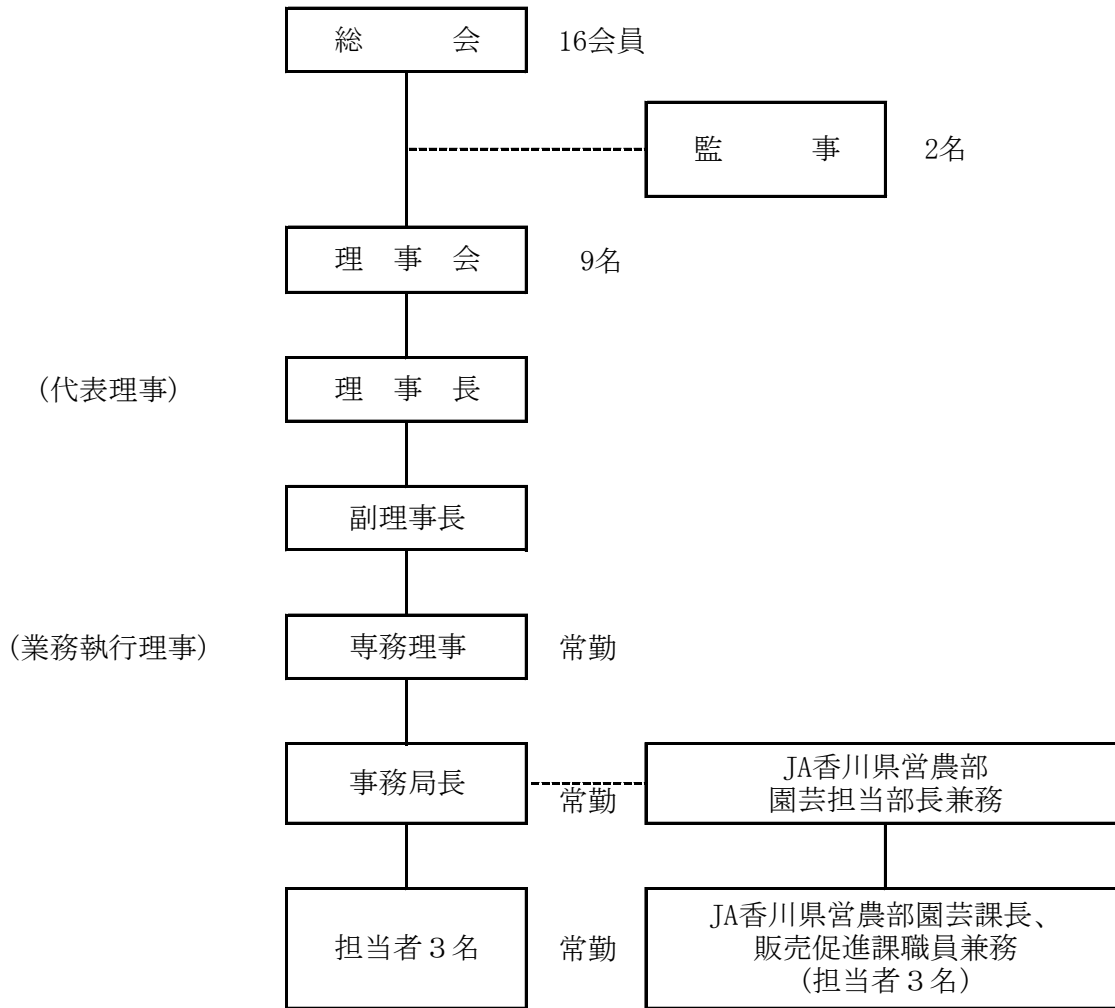 総　　　会　16会員
監　　　事　2名
理　事　会　9名
(代表理事)　理　事　長
副理事長
(業務執行理事)　専務理事　常勤
事務局長　常勤
JA香川県営農部
園芸担当部長兼務
担当者３名　常勤
JA香川県営農部園芸課長、
販売促進課職員兼務
(担当者３名)